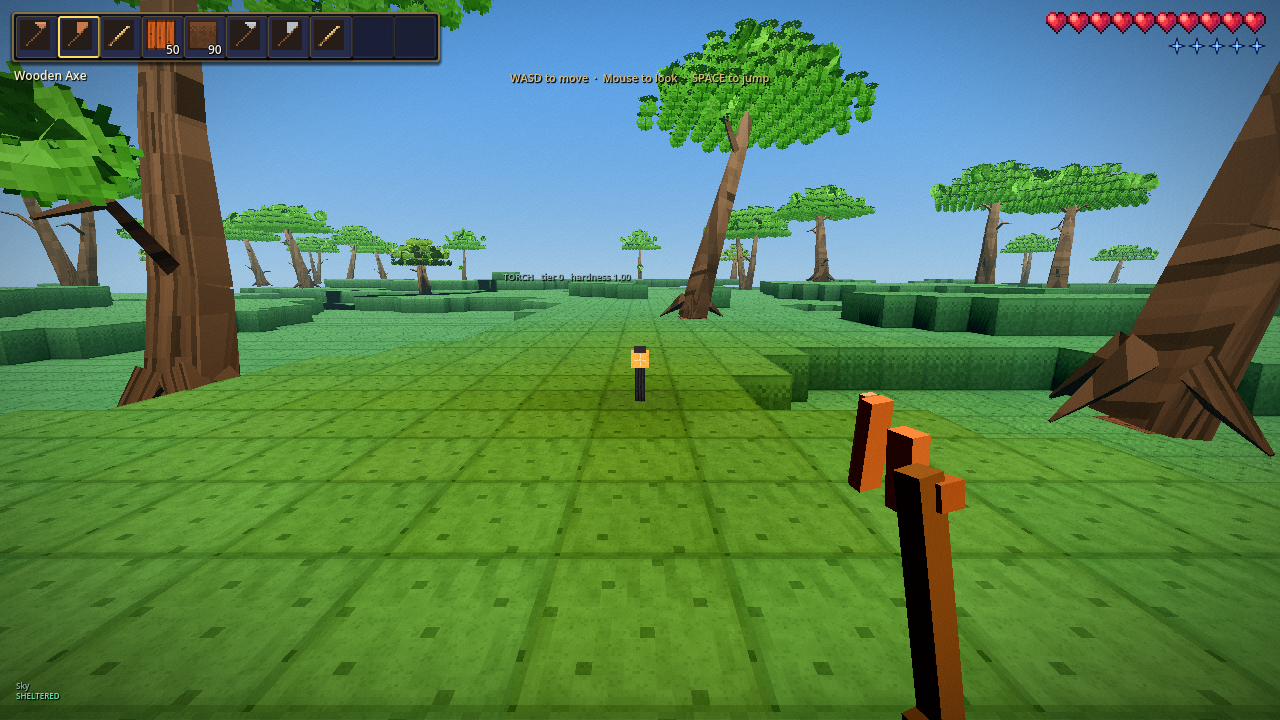 50
90
Wooden Axe
WASD to move · Mouse to look · SPACE to jump
TORCH tier 0 hardness 1.00
Sky
SHELTERED